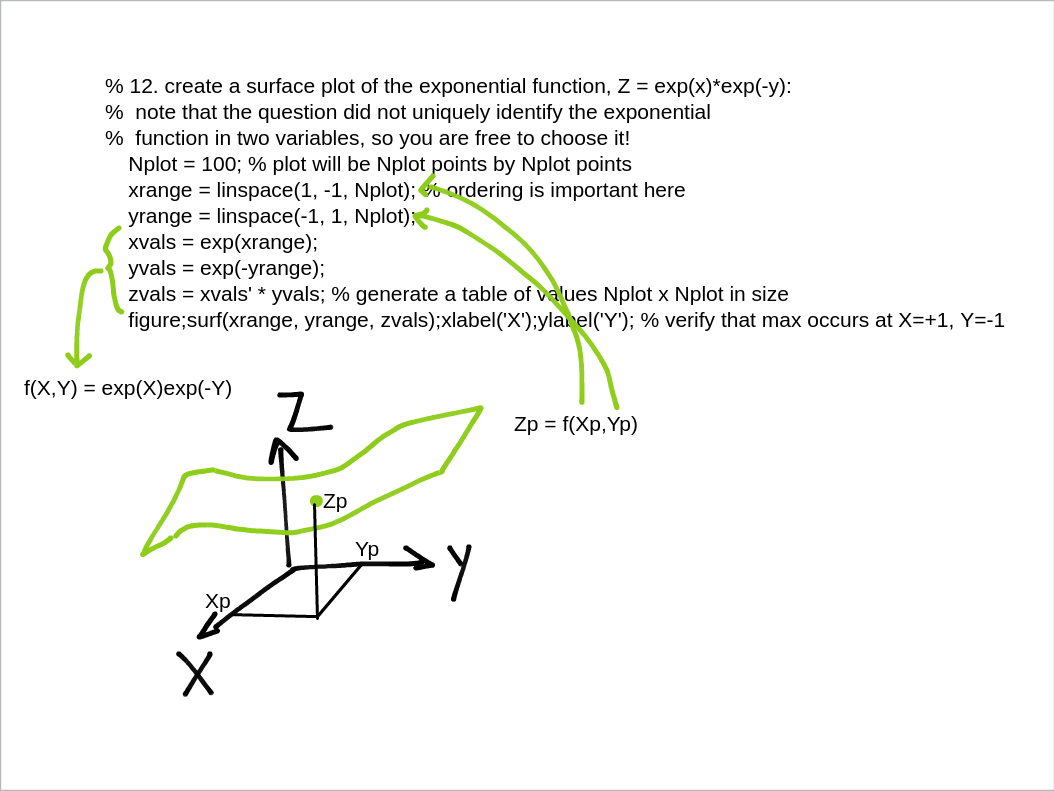 % 12. create a surface plot of the exponential function, Z = exp(x)*exp(-y):
%  note that the question did not uniquely identify the exponential
%  function in two variables, so you are free to choose it!
Nplot = 100; % plot will be Nplot points by Nplot points
xrange = linspace(1, -1, Nplot); % ordering is important here
yrange = linspace(-1, 1, Nplot);
xvals = exp(xrange);
yvals = exp(-yrange);
zvals = xvals' * yvals; % generate a table of values Nplot x Nplot in size
figure;surf(xrange, yrange, zvals);xlabel('X');ylabel('Y'); % verify that max occurs at X=+1, Y=-1
f(X,Y) = exp(X)exp(-Y)
Z
Zp = f(Xp,Yp)
Zp
Yp
Y
Xp
X